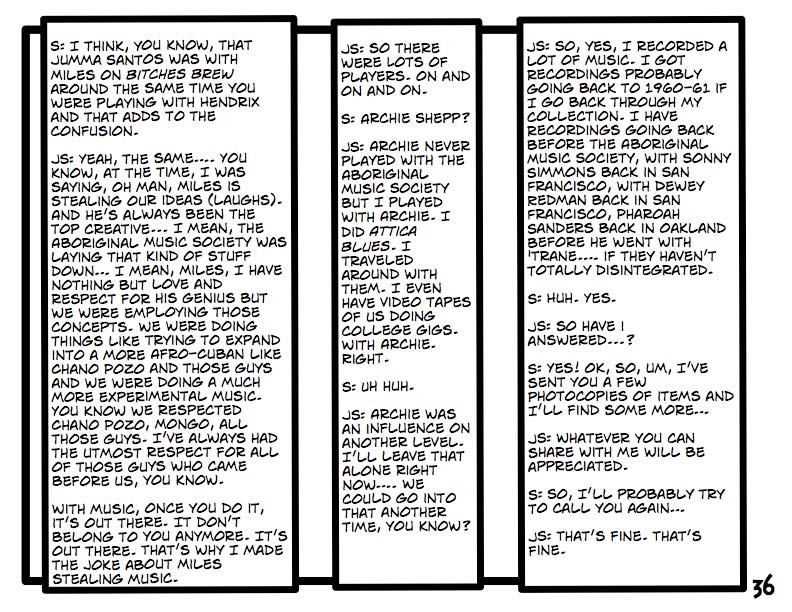 S: I THINK, YOU KNOW, THAT
JUMMA SANTOS WAS WITH
MILES ON BITCHES BREW
AROUND THE SAME TIME YOU
WERE PLAYING WITH HENDRIX
AND THAT ADDS TO THE
CONFUSION.
JS: YEAH, THE SAME.... YOU
KNOW, AT THE TIME, I WAS
SAYING, OH MAN, MILES IS
STEALING OUR IDEAS (LAUGHS).
AND HE'S ALWAYS BEEN THE
TOP CREATIVE... I MEAN, THE
ABORIGINAL MUSIC SOCIETY WAS
LAYING THAT KIND OF STUFF
DOWN... I MEAN, MILES, I HAVE
NOTHING BUT LOVE AND
RESPECT FOR HIS GENIUS BUT
WE WERE EMPLOYING THOSE
CONCEPTS. WE WERE DOING
THINGS LIKE TRYING TO EXPAND
INTO A MORE AFRO-CUBAN LIKE
CHANO POZO AND THOSE GUYS
AND WE WERE DOING A MUCH
MORE EXPERIMENTAL MUSIC.
YOU KNOW WE RESPECTED
CHANO POZO, MONGO, ALL
THOSE GUYS. I'VE ALWAYS HAD
THE UTMOST RESPECT FOR ALL
OF THOSE GUYS WHO CAME
BEFORE US, YOU KNOW.
WITH MUSIC, ONCE YOU DO IT,
IT'S OUT THERE. IT DON'T
BELONG TO YOU ANYMORE. IT'S
OUT THERE. THAT'S WHY I MADE
THE JOKE ABOUT MILES
STEALING MUSIC.
JS: SO THERE
WERE LOTS OF
PLAYERS. ON AND
ON AND ON.
S: ARCHIE SHEPP?
JS: ARCHIE NEVER
PLAYED WITH THE
ABORIGINAL
MUSIC SOCIETY
BUT I PLAYED
WITH ARCHIE. I
DID ATTICA
BLUES. I
TRAVELED
AROUND WITH
THEM. I EVEN
HAVE VIDEO TAPES
OF US DOING
COLLEGE GIGS.
WITH ARCHIE.
RIGHT.
S: UH HUH.
JS: ARCHIE WAS
AN INFLUENCE ON
ANOTHER LEVEL.
I'LL LEAVE THAT
ALONE RIGHT
NOW.... WE
COULD GO INTO
THAT ANOTHER
TIME, YOU KNOW?
JS: SO, YES, I RECORDED A
LOT OF MUSIC. I GOT
RECORDINGS PROBABLY
GOING BACK TO 1960-61 IF
I GO BACK THROUGH MY
COLLECTION. I HAVE
RECORDINGS GOING BACK
BEFORE THE ABORIGINAL
MUSIC SOCIETY, WITH SONNY
SIMMONS BACK IN SAN
FRANCISCO, WITH DEWEY
REDMAN BACK IN SAN
FRANCISCO, PHAROAH
SANDERS BACK IN OAKLAND
BEFORE HE WENT WITH
'TRANE.... IF THEY HAVEN'T
TOTALLY DISINTEGRATED.
S: HUH. YES.
JS: SO HAVE I
ANSWERED...?
S: YES! OK, SO, UM, I'VE
SENT YOU A FEW
PHOTOCOPIES OF ITEMS AND
I'LL FIND SOME MORE...
JS: WHATEVER YOU CAN
SHARE WITH ME WILL BE
APPRECIATED.
S: SO, I'LL PROBABLY TRY
TO CALL YOU AGAIN...
JS: THAT'S FINE. THAT'S
FINE.
36